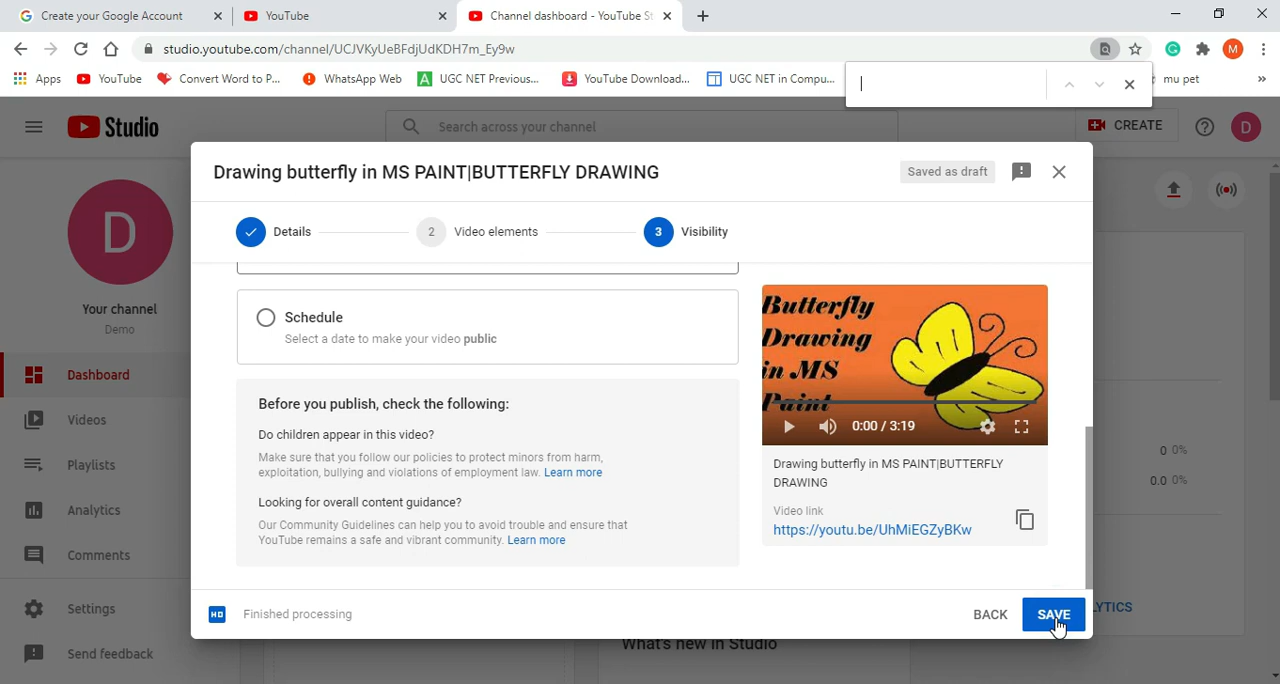 Create your Google Account
YouTube
Channel dashboard - YouTube St
studio.youtube.com/channel/UCJVKyUeBFdjUdKDH7m_Ey9w
M
Apps
YouTube
Convert Word to P...
WhatsApp Web
A
UGC NET Previous...
YouTube Download...
UGC NET in Compu...
mu pet
Studio
Search across your channel
CREATE
D
Drawing butterfly in MS PAINT|BUTTERFLY DRAWING
Saved as draft
Details
2
Video elements
3
Visibility
D
Your channel
Demo
Dashboard
Videos
Playlists
Analytics
Comments
Settings
Send feedback
Schedule
Select a date to make your video public
Before you publish, check the following:
Do children appear in this video?
Make sure that you follow our policies to protect minors from harm,
exploitation, bullying and violations of employment law. Learn more
Looking for overall content guidance?
Our Community Guidelines can help you to avoid trouble and ensure that
YouTube remains a safe and vibrant community. Learn more
Butterfly
Drawing
in MS
Paint
0:00 / 3:19
Drawing butterfly in MS PAINT|BUTTERFLY
DRAWING
Video link
https://youtu.be/UhMiEGZyBKw
0 0%
0.0 0%
LYTICS
HD
Finished processing
BACK
SAVE
What's new in Studio